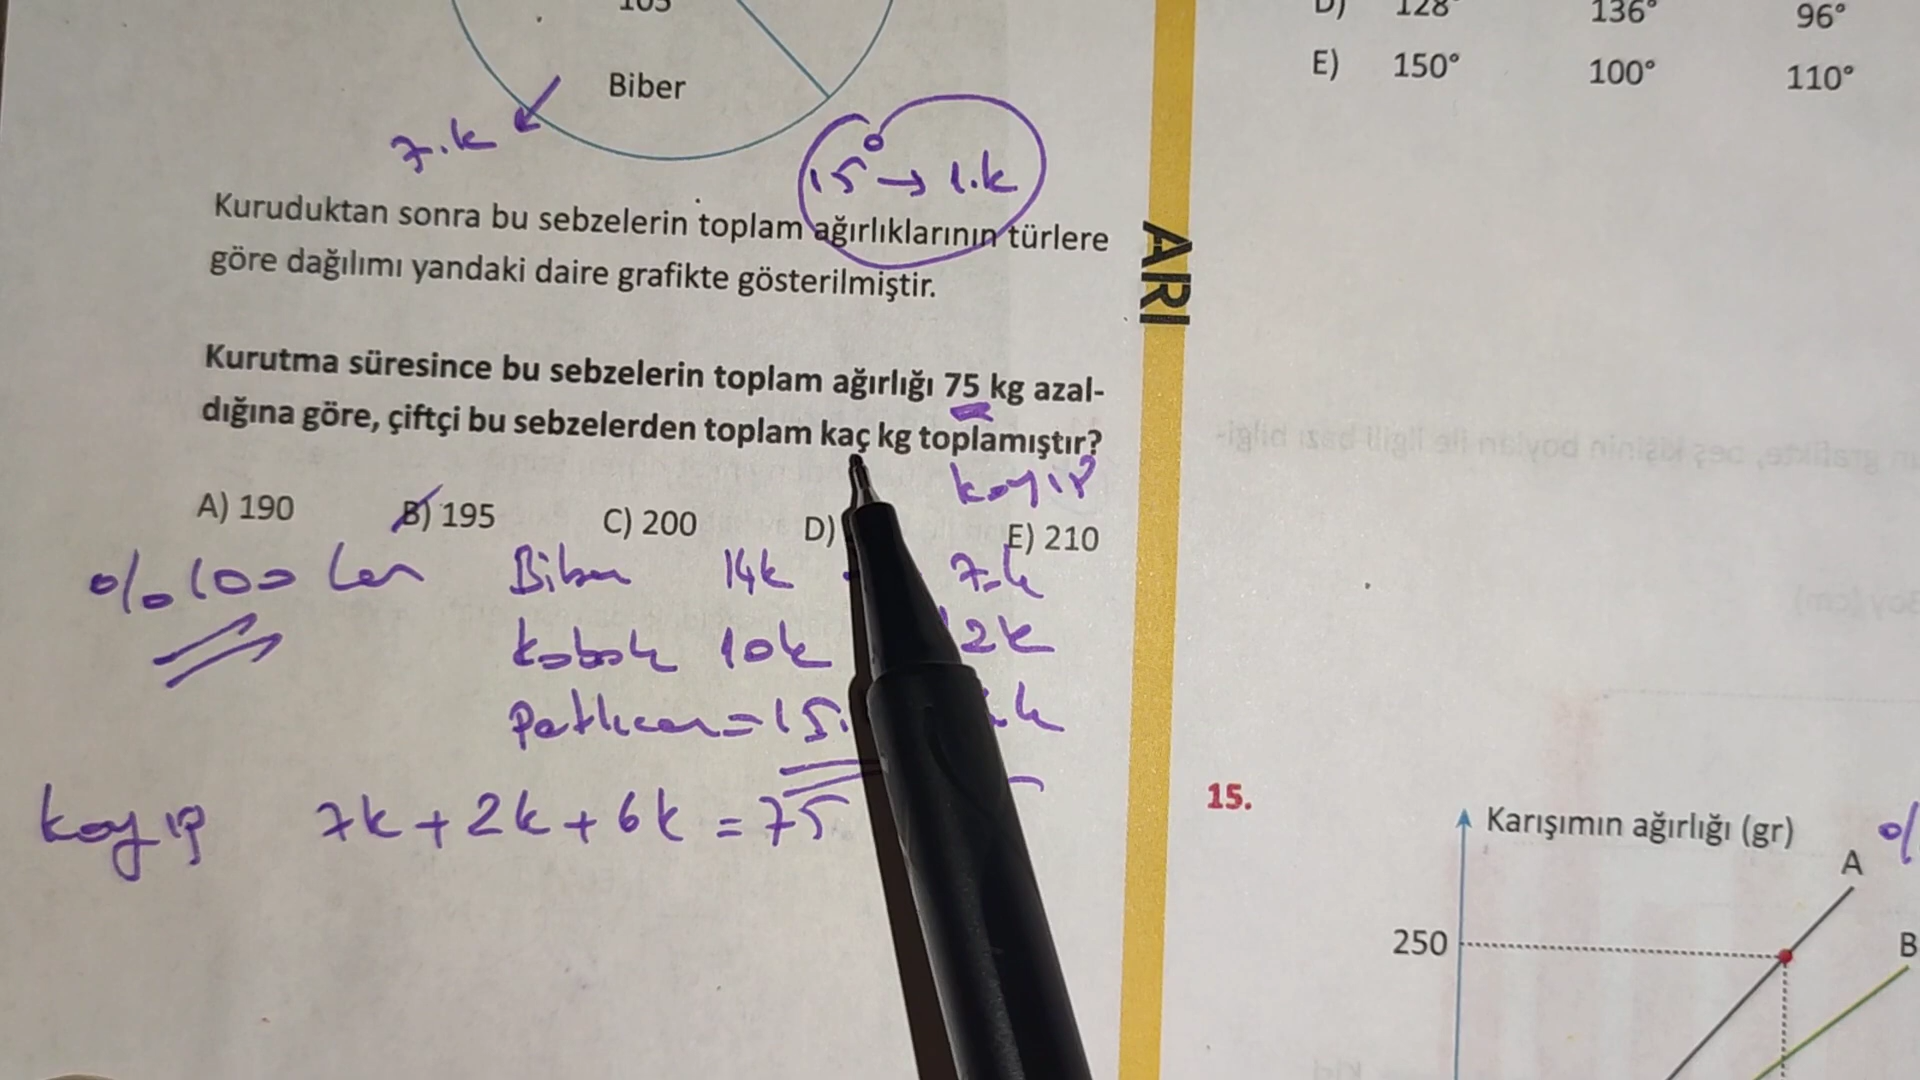 105
Biber
7.k
15° → 1.k
Kuruduktan sonra bu sebzelerin toplam ağırlıklarının türlere
göre dağılımı yandaki daire grafikte gösterilmiştir.
Kurutma süresince bu sebzelerin toplam ağırlığı 75 kg azal-
dığına göre, çiftçi bu sebzelerden toplam kaç kg toplamıştır?
kayıp
A) 190 B) 195 C) 200 D) E) 210
%100 ler Biber 14k 7k
kabak 10k 2k
Patlıcan = 15.
kayıp 7k + 2k + 6k = 75
D) 128° 136° 96°
E) 150° 100° 110°
ARI
15.
Karışımın ağırlığı (gr)
A
250
B